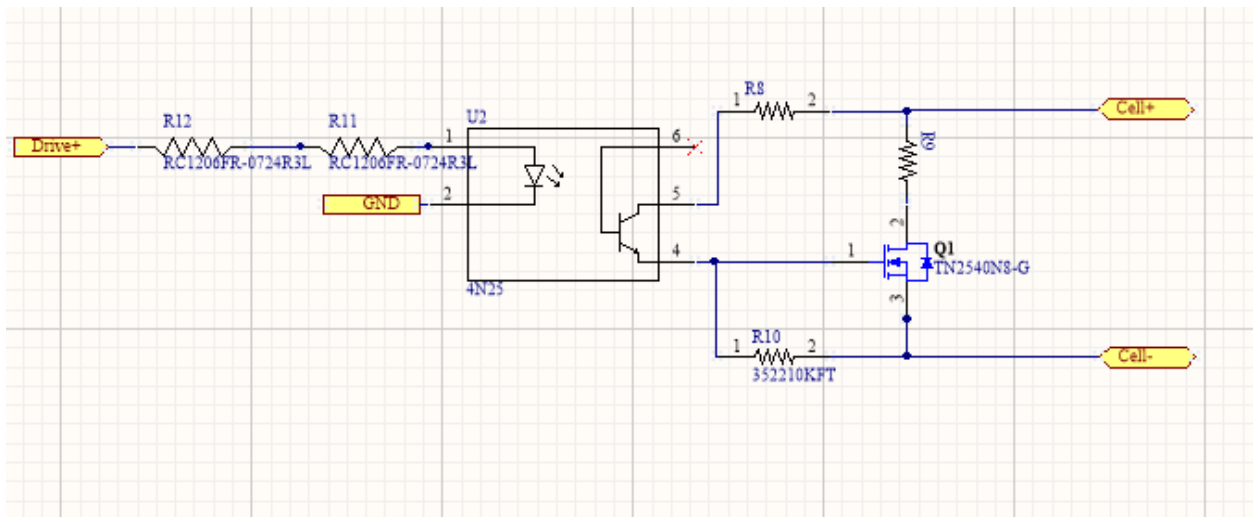 R8
1
2
Cell+
R12
R11
U2
Drive+
RC1206FR-0724R3L
RC1206FR-0724R3L
1
6
R9
GND
2
5
2
4
1
Q1
TN2540N8-G
4N25
3
R10
1
2
352210KFT
Cell-